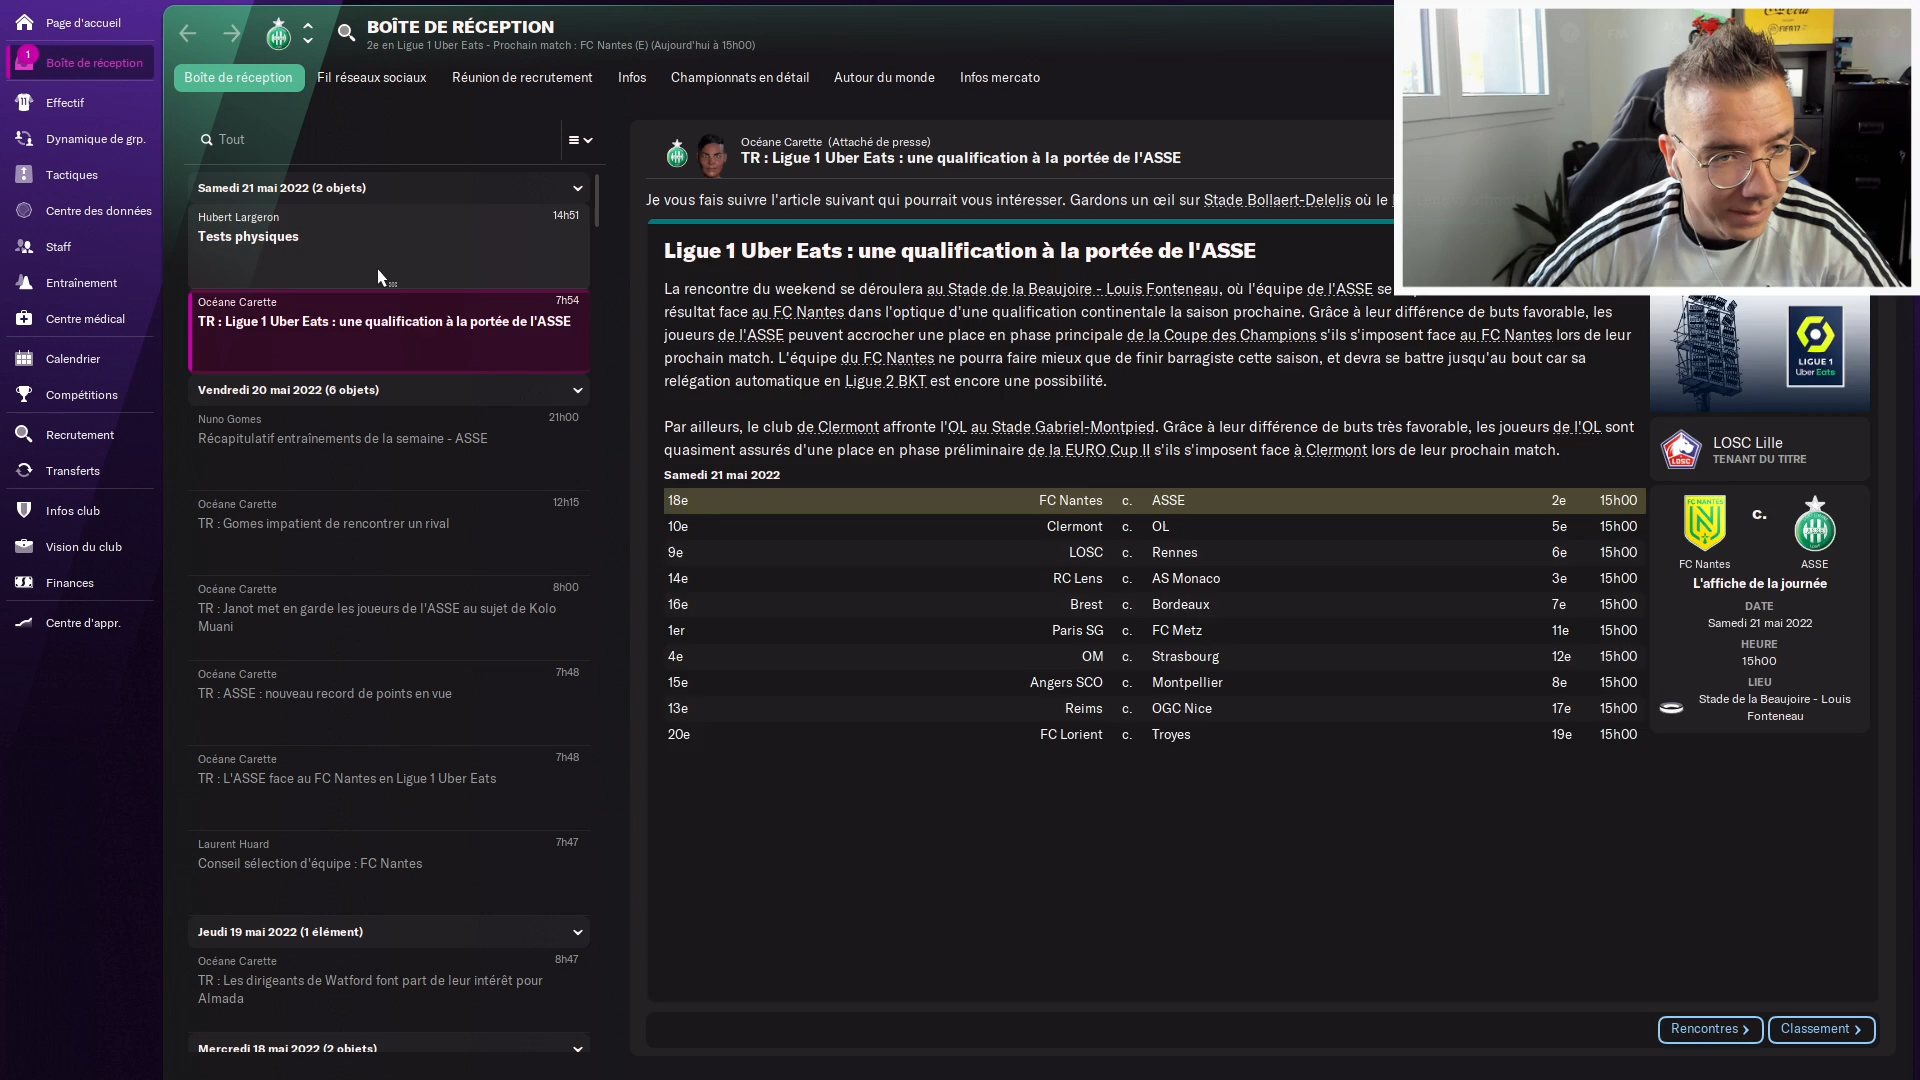 Page d'accueil
1
Boîte de réception
Effectif
Dynamique de grp.
Tactiques
Centre des données
Staff
Entraînement
Centre médical
Calendrier
Compétitions
Recrutement
Transferts
Infos club
Vision du club
Finances
Centre d'appr.
BOÎTE DE RÉCEPTION
2e en Ligue 1 Uber Eats - Prochain match : FC Nantes (E) (Aujourd'hui à 15h00)
Boîte de réception Fil réseaux sociaux Réunion de recrutement Infos Championnats en détail Autour du monde Infos mercato
Tout
Samedi 21 mai 2022 (2 objets)
Hubert Largeron 14h51
Tests physiques
Océane Carette 7h54
TR : Ligue 1 Uber Eats : une qualification à la portée de l'ASSE
Vendredi 20 mai 2022 (6 objets)
Nuno Gomes 21h00
Récapitulatif entraînements de la semaine - ASSE
Océane Carette 12h15
TR : Gomes impatient de rencontrer un rival
Océane Carette 8h00
TR : Janot met en garde les joueurs de l'ASSE au sujet de Kolo
Muani
Océane Carette 7h48
TR : ASSE : nouveau record de points en vue
Océane Carette 7h48
TR : L'ASSE face au FC Nantes en Ligue 1 Uber Eats
Laurent Huard 7h47
Conseil sélection d'équipe : FC Nantes
Jeudi 19 mai 2022 (1 élément)
Océane Carette 8h47
TR : Les dirigeants de Watford font part de leur intérêt pour
Almada
Mercredi 18 mai 2022 (2 objets)
Océane Carette (Attaché de presse)
TR : Ligue 1 Uber Eats : une qualification à la portée de l'ASSE
Je vous fais suivre l'article suivant qui pourrait vous intéresser. Gardons un œil sur Stade Bollaert-Delelis où le
Ligue 1 Uber Eats : une qualification à la portée de l'ASSE
La rencontre du weekend se déroulera au Stade de la Beaujoire - Louis Fonteneau, où l'équipe de l'ASSE se
résultat face au FC Nantes dans l'optique d'une qualification continentale la saison prochaine. Grâce à leur différence de buts favorable, les
joueurs de l'ASSE peuvent accrocher une place en phase principale de la Coupe des Champions s'ils s'imposent face au FC Nantes lors de leur
prochain match. L'équipe du FC Nantes ne pourra faire mieux que de finir barragiste cette saison, et devra se battre jusqu'au bout car sa
relégation automatique en Ligue 2 BKT est encore une possibilité.
Par ailleurs, le club de Clermont affronte l'OL au Stade Gabriel-Montpied. Grâce à leur différence de buts très favorable, les joueurs de l'OL sont
quasiment assurés d'une place en phase préliminaire de la EURO Cup II s'ils s'imposent face à Clermont lors de leur prochain match.
Samedi 21 mai 2022
18e FC Nantes c. ASSE 2e 15h00
10e Clermont c. OL 5e 15h00
9e LOSC c. Rennes 6e 15h00
14e RC Lens c. AS Monaco 3e 15h00
16e Brest c. Bordeaux 7e 15h00
1er Paris SG c. FC Metz 11e 15h00
4e OM c. Strasbourg 12e 15h00
15e Angers SCO c. Montpellier 8e 15h00
13e Reims c. OGC Nice 17e 15h00
20e FC Lorient c. Troyes 19e 15h00
LIGUE 1
Uber Eats
LOSC Lille
TENANT DU TITRE
c.
FC Nantes ASSE
L'affiche de la journée
DATE
Samedi 21 mai 2022
HEURE
15h00
LIEU
Stade de la Beaujoire - Louis
Fonteneau
Rencontres
Classement